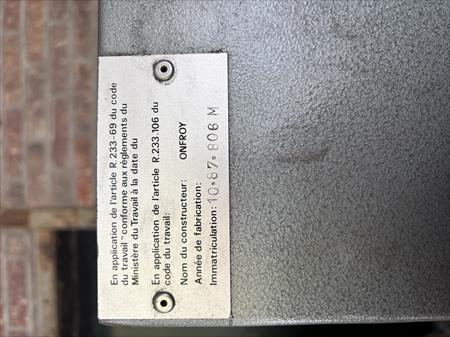 En application de l'article R.233-69 du code
du travail "conforme aux règlements du
Ministère du Travail à la date du
En application de l'article R.233.106 du
code du travail:
Nom du constructeur: ONFROY
Année de fabrication:
Immatriculation: 10.87.806 M